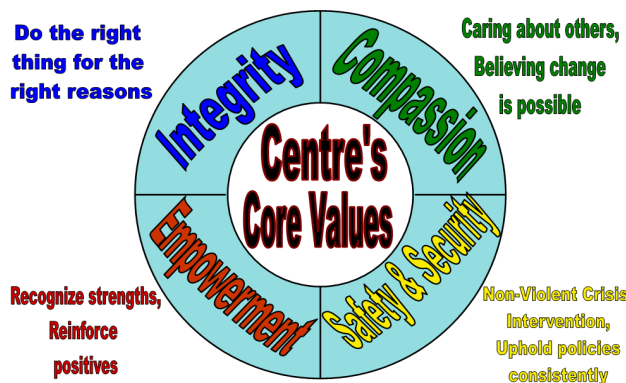 Do the right
thing for the
right reasons
Caring about others,
Believing change
is possible
Integrity
Compassion
Centre's
Core Values
Empowerment
Safety & Security
Recognize strengths,
Reinforce
positives
Non-Violent Crisis
Intervention,
Uphold policies
consistently